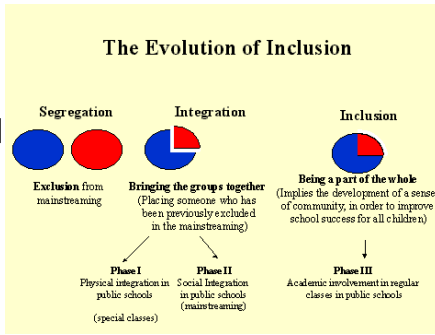 The Evolution of Inclusion
Segregation
Integration
Inclusion
Exclusion from
mainstreaming
Bringing the groups together
(Placing someone who has
been previously excluded
in the mainstreaming)
Being a part of the whole
(Implies the development of a sense
of community, in order to improve
school success for all children)
Phase I
Physical integration in
public schools
(special classes)
Phase II
Social Integration
in public schools
(mainstreaming)
Phase III
Academic involvement in regular
classes in public schools